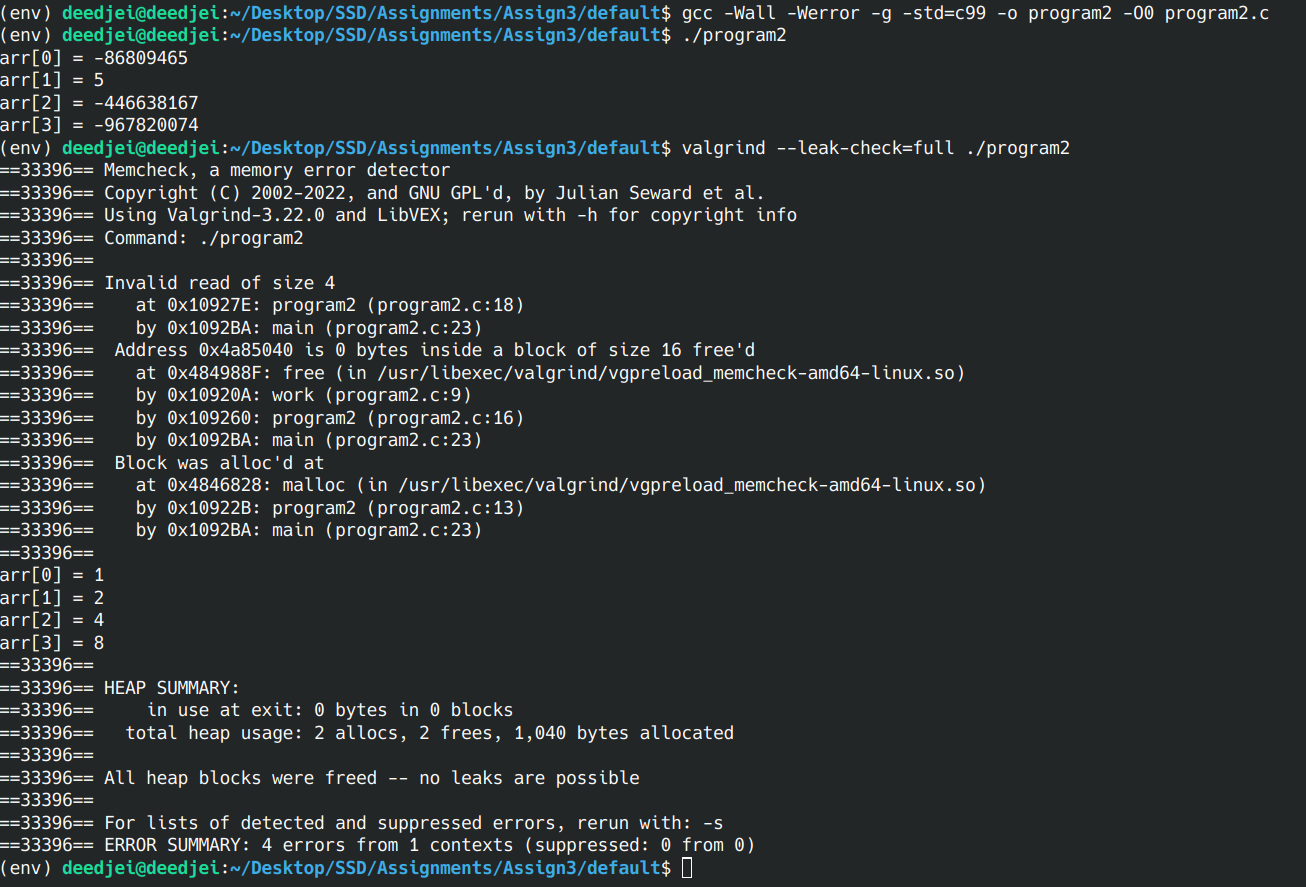 (env) deedjei@deedjei:~/Desktop/SSD/Assignments/Assign3/default$ gcc -Wall -Werror -g -std=c99 -o program2 -O0 program2.c
(env) deedjei@deedjei:~/Desktop/SSD/Assignments/Assign3/default$ ./program2
arr[0] = -86809465
arr[1] = 5
arr[2] = -446638167
arr[3] = -967820074
(env) deedjei@deedjei:~/Desktop/SSD/Assignments/Assign3/default$ valgrind --leak-check=full ./program2
==33396== Memcheck, a memory error detector
==33396== Copyright (C) 2002-2022, and GNU GPL'd, by Julian Seward et al.
==33396== Using Valgrind-3.22.0 and LibVEX; rerun with -h for copyright info
==33396== Command: ./program2
==33396==
==33396== Invalid read of size 4
==33396==    at 0x10927E: program2 (program2.c:18)
==33396==    by 0x1092BA: main (program2.c:23)
==33396==  Address 0x4a85040 is 0 bytes inside a block of size 16 free'd
==33396==    at 0x484988F: free (in /usr/libexec/valgrind/vgpreload_memcheck-amd64-linux.so)
==33396==    by 0x10920A: work (program2.c:9)
==33396==    by 0x109260: program2 (program2.c:16)
==33396==    by 0x1092BA: main (program2.c:23)
==33396==  Block was alloc'd at
==33396==    at 0x4846828: malloc (in /usr/libexec/valgrind/vgpreload_memcheck-amd64-linux.so)
==33396==    by 0x10922B: program2 (program2.c:13)
==33396==    by 0x1092BA: main (program2.c:23)
==33396==
arr[0] = 1
arr[1] = 2
arr[2] = 4
arr[3] = 8
==33396==
==33396== HEAP SUMMARY:
==33396==     in use at exit: 0 bytes in 0 blocks
==33396==   total heap usage: 2 allocs, 2 frees, 1,040 bytes allocated
==33396==
==33396== All heap blocks were freed -- no leaks are possible
==33396==
==33396== For lists of detected and suppressed errors, rerun with: -s
==33396== ERROR SUMMARY: 4 errors from 1 contexts (suppressed: 0 from 0)
(env) deedjei@deedjei:~/Desktop/SSD/Assignments/Assign3/default$